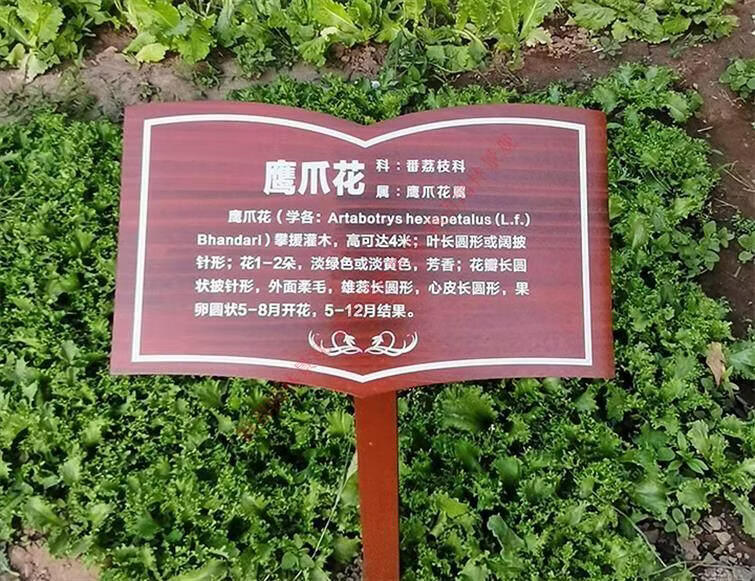 鹰爪花
科：番荔枝科
属：鹰爪花属
鹰爪花（学各：Artabotrys hexapetalus (L.f.)
Bhandari）攀援灌木，高可达4米；叶长圆形或阔披
针形；花1-2朵，淡绿色或淡黄色，芳香；花瓣长圆
状披针形，外面柔毛，雄蕊长圆形，心皮长圆形，果
卵圆状5-8月开花，5-12月结果。